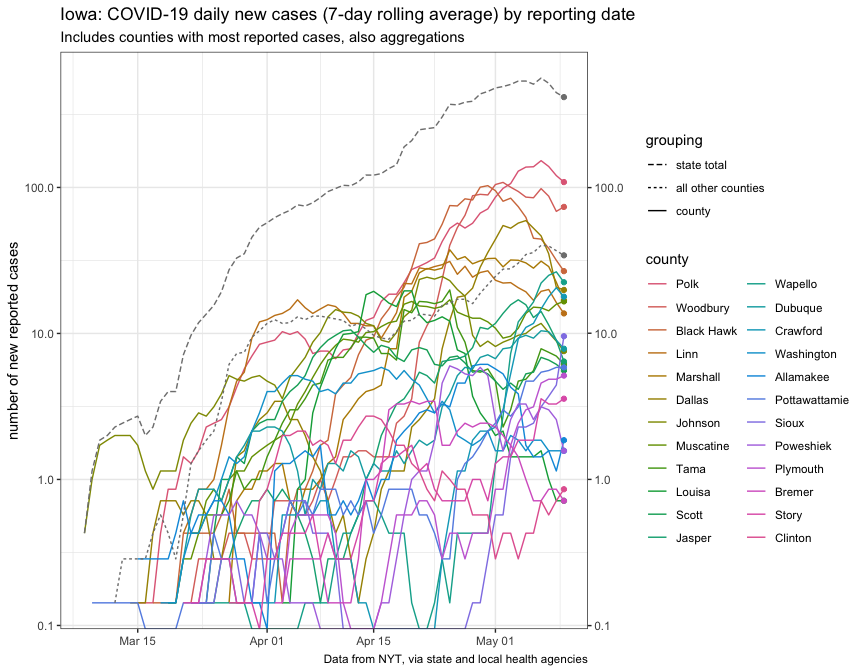 Iowa: COVID-19 daily new cases (7-day rolling average) by reporting date
Includes counties with most reported cases, also aggregations
number of new reported cases
100.0
10.0
1.0
0.1
100.0
10.0
1.0
0.1
Mar 15
Apr 01
Apr 15
May 01
Data from NYT, via state and local health agencies
grouping
state total
all other counties
county
county
Polk
Woodbury
Black Hawk
Linn
Marshall
Dallas
Johnson
Muscatine
Tama
Louisa
Scott
Jasper
Wapello
Dubuque
Crawford
Washington
Allamakee
Pottawattamie
Sioux
Poweshiek
Plymouth
Bremer
Story
Clinton